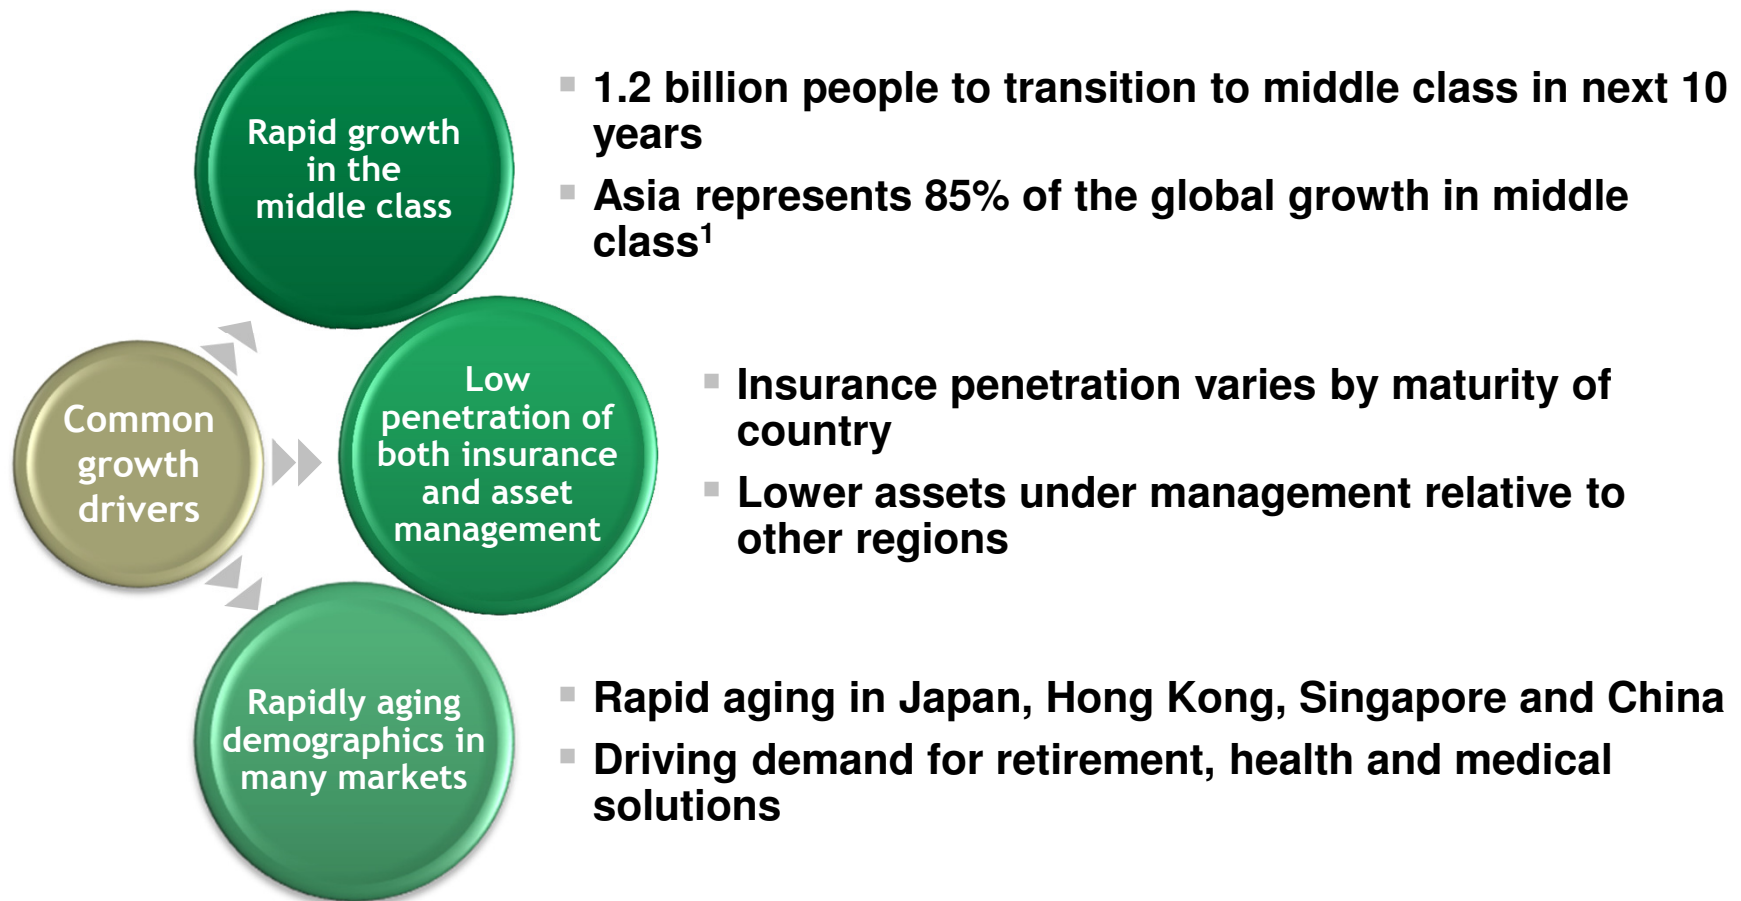 Rapid growth
in the
middle class
1.2 billion people to transition to middle class in next 10
years
Asia represents 85% of the global growth in middle
class¹
Common
growth
drivers
Low
penetration of
both insurance
and asset
management
Insurance penetration varies by maturity of
country
Lower assets under management relative to
other regions
Rapidly aging
demographics in
many markets
Rapid aging in Japan, Hong Kong, Singapore and China
Driving demand for retirement, health and medical
solutions